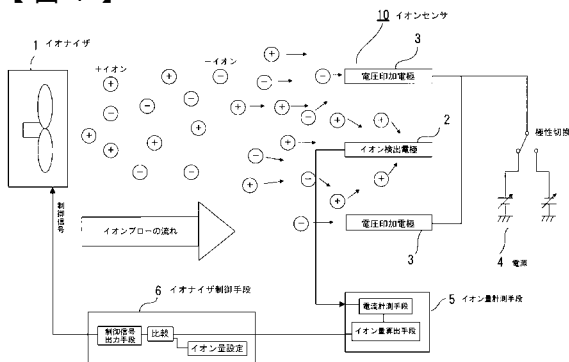 1 イオナイザ
＋イオン
－イオン
10 イオンセンサ
3
電圧印加電極
2
イオン検出電極
極性切換
電圧印加電極
3
4 電源
制御信号
イオンブローの流れ
6 イオナイザ制御手段
制御信号
出力手段
比較
イオン量設定
5 イオン量計測手段
電流計測手段
イオン量算出手段